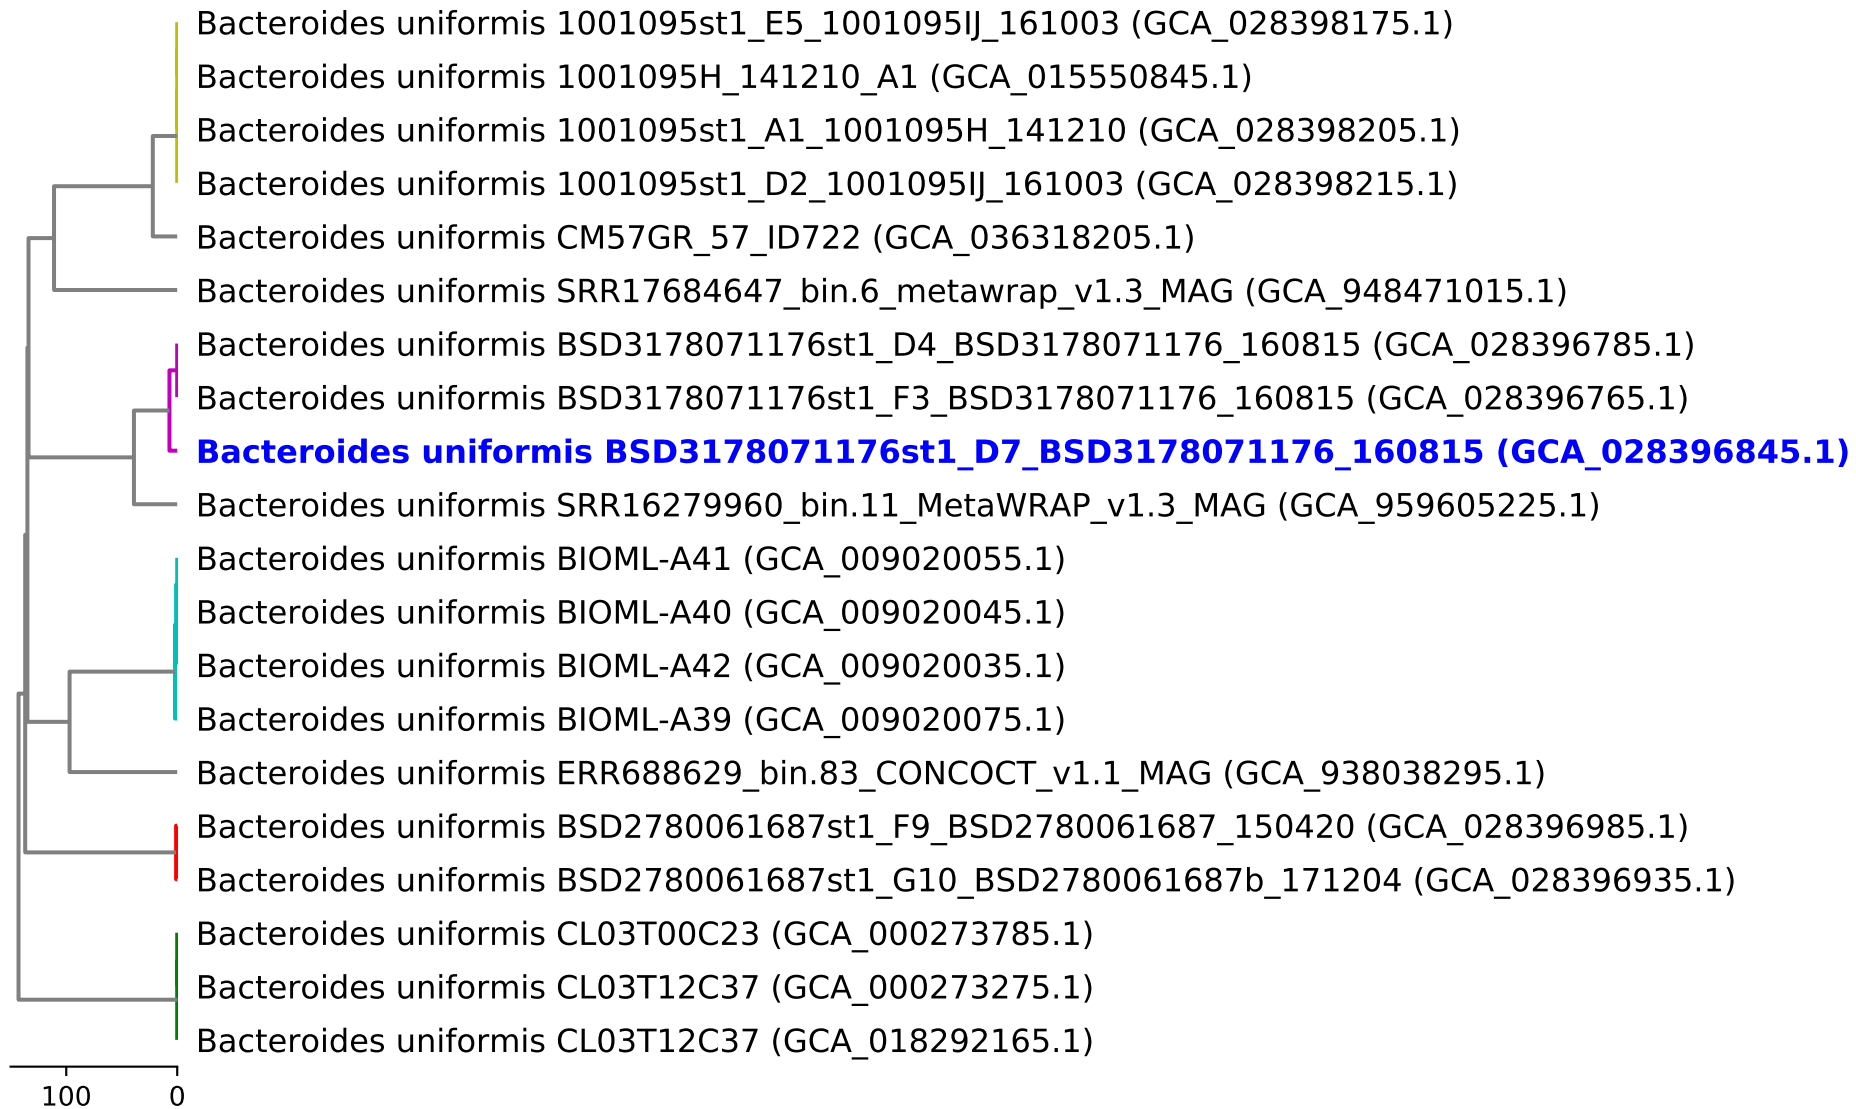 Bacteroides uniformis 1001095st1_E5_1001095IJ_161003 (GCA_028398175.1)
Bacteroides uniformis 1001095H_141210_A1 (GCA_015550845.1)
Bacteroides uniformis 1001095st1_A1_1001095H_141210 (GCA_028398205.1)
Bacteroides uniformis 1001095st1_D2_1001095IJ_161003 (GCA_028398215.1)
Bacteroides uniformis CM57GR_57_ID722 (GCA_036318205.1)
Bacteroides uniformis SRR17684647_bin.6_metawrap_v1.3_MAG (GCA_948471015.1)
Bacteroides uniformis BSD3178071176st1_D4_BSD3178071176_160815 (GCA_028396785.1)
Bacteroides uniformis BSD3178071176st1_F3_BSD3178071176_160815 (GCA_028396765.1)
Bacteroides uniformis BSD3178071176st1_D7_BSD3178071176_160815 (GCA_028396845.1)
Bacteroides uniformis SRR16279960_bin.11_MetaWRAP_v1.3_MAG (GCA_959605225.1)
Bacteroides uniformis BIOML-A41 (GCA_009020055.1)
Bacteroides uniformis BIOML-A40 (GCA_009020045.1)
Bacteroides uniformis BIOML-A42 (GCA_009020035.1)
Bacteroides uniformis BIOML-A39 (GCA_009020075.1)
Bacteroides uniformis ERR688629_bin.83_CONCOCT_v1.1_MAG (GCA_938038295.1)
Bacteroides uniformis BSD2780061687st1_F9_BSD2780061687_150420 (GCA_028396985.1)
Bacteroides uniformis BSD2780061687st1_G10_BSD2780061687b_171204 (GCA_028396935.1)
Bacteroides uniformis CL03T00C23 (GCA_000273785.1)
Bacteroides uniformis CL03T12C37 (GCA_000273275.1)
Bacteroides uniformis CL03T12C37 (GCA_018292165.1)
100 0